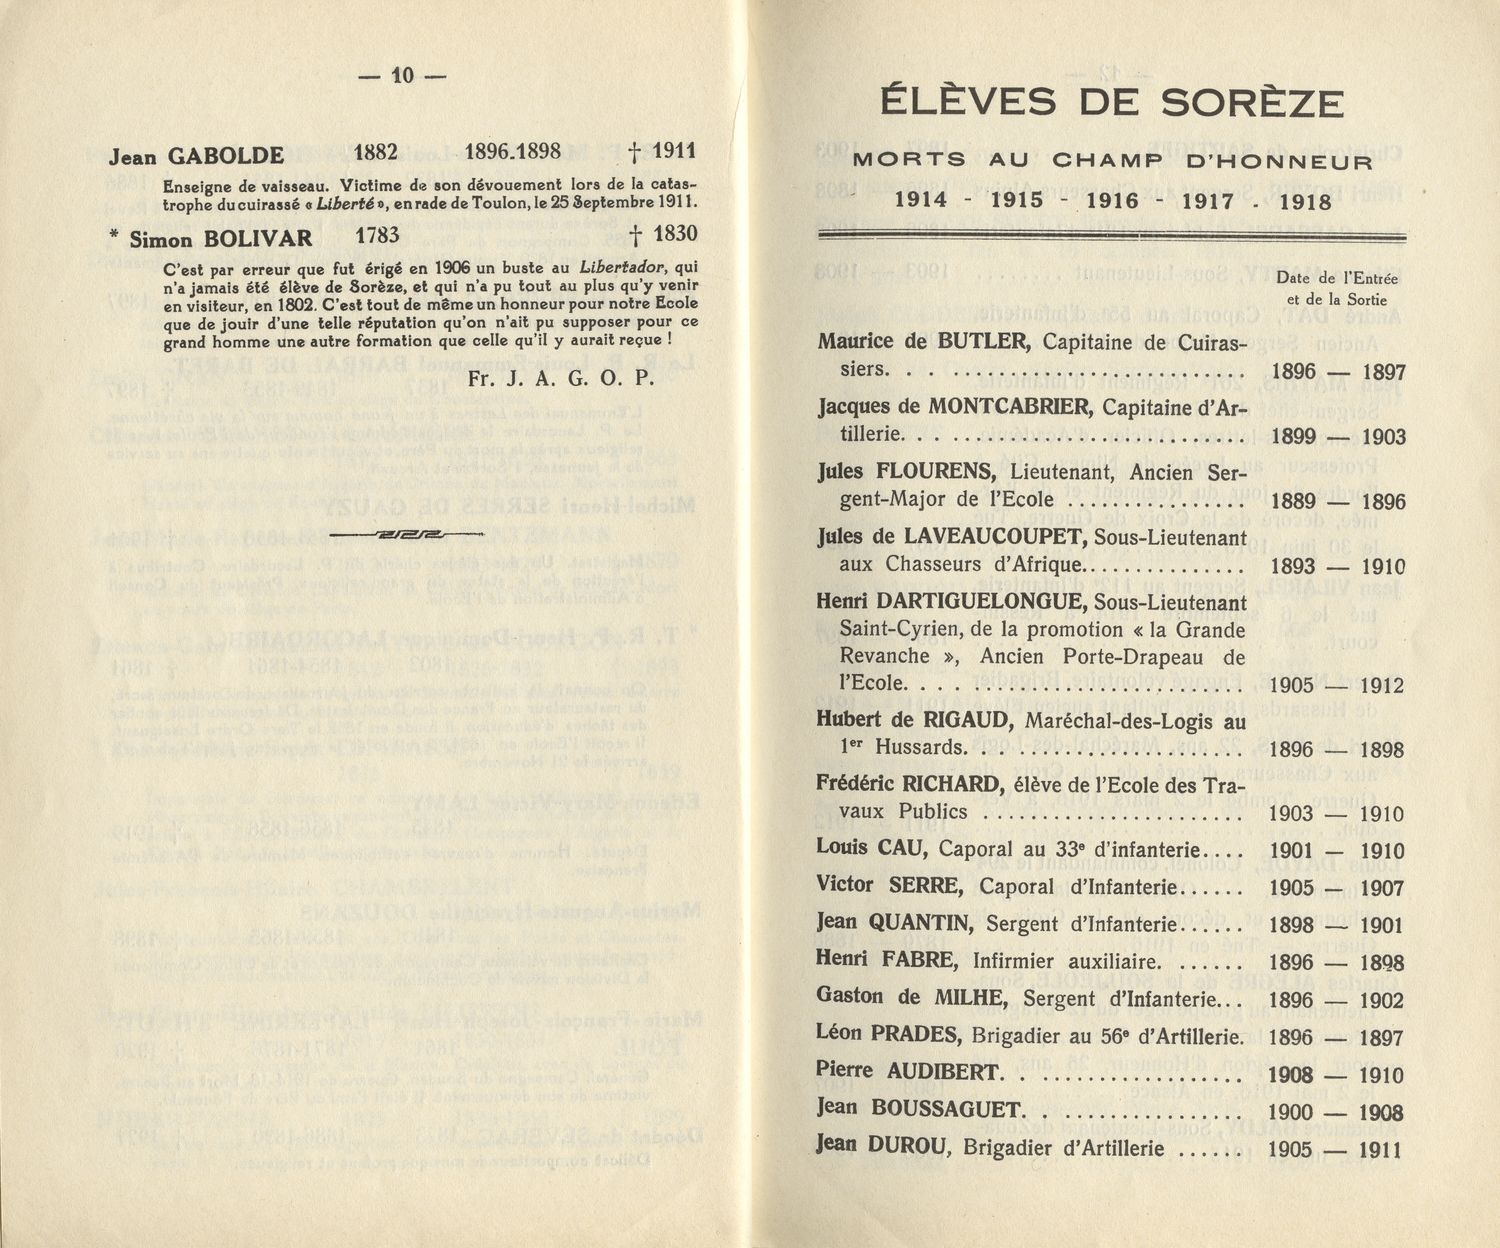 — 10 —
Jean GABOLDE 1882 1896-1898 † 1911
Enseigne de vaisseau. Victime de son dévouement lors de la catas-
trophe du cuirassé « Liberté », en rade de Toulon, le 25 Septembre 1911.
* Simon BOLIVAR 1783 † 1830
C'est par erreur que fut érigé en 1906 un buste au Libertador, qui
n'a jamais été élève de Sorèze, et qui n'a pu tout au plus qu'y venir
en visiteur, en 1802. C'est tout de même un honneur pour notre Ecole
que de jouir d'une telle réputation qu'on n'ait pu supposer pour ce
grand homme une autre formation que celle qu'il y aurait reçue !
Fr. J. A. G. O. P.
ÉLÈVES DE SORÈZE
MORTS AU CHAMP D'HONNEUR
1914 - 1915 - 1916 - 1917 - 1918
Date de l'Entrée
et de la Sortie
Maurice de BUTLER, Capitaine de Cuiras-
siers. . . .......................... 1896 — 1897
Jacques de MONTCABRIER, Capitaine d'Ar-
tillerie. . . .......................... 1899 — 1903
Jules FLOURENS, Lieutenant, Ancien Ser-
gent-Major de l'Ecole ................ 1889 — 1896
Jules de LAVEAUCOUPET, Sous-Lieutenant
aux Chasseurs d'Afrique............... 1893 — 1910
Henri DARTIGUELONGUE, Sous-Lieutenant
Saint-Cyrien, de la promotion « la Grande
Revanche », Ancien Porte-Drapeau de
l'Ecole. . . .......................... 1905 — 1912
Hubert de RIGAUD, Maréchal-des-Logis au
1er Hussards. . . ..................... 1896 — 1898
Frédéric RICHARD, élève de l'Ecole des Tra-
vaux Publics ....................... 1903 — 1910
Louis CAU, Caporal au 33e d'infanterie.... 1901 — 1910
Victor SERRE, Caporal d'Infanterie...... 1905 — 1907
Jean QUANTIN, Sergent d'Infanterie...... 1898 — 1901
Henri FABRE, Infirmier auxiliaire. ...... 1896 — 1898
Gaston de MILHE, Sergent d'Infanterie... 1896 — 1902
Léon PRADES, Brigadier au 56e d'Artillerie. 1896 — 1897
Pierre AUDIBERT. . .................. 1908 — 1910
Jean BOUSSAGUET. . ................ 1900 — 1908
Jean DUROU, Brigadier d'Artillerie ...... 1905 — 1911